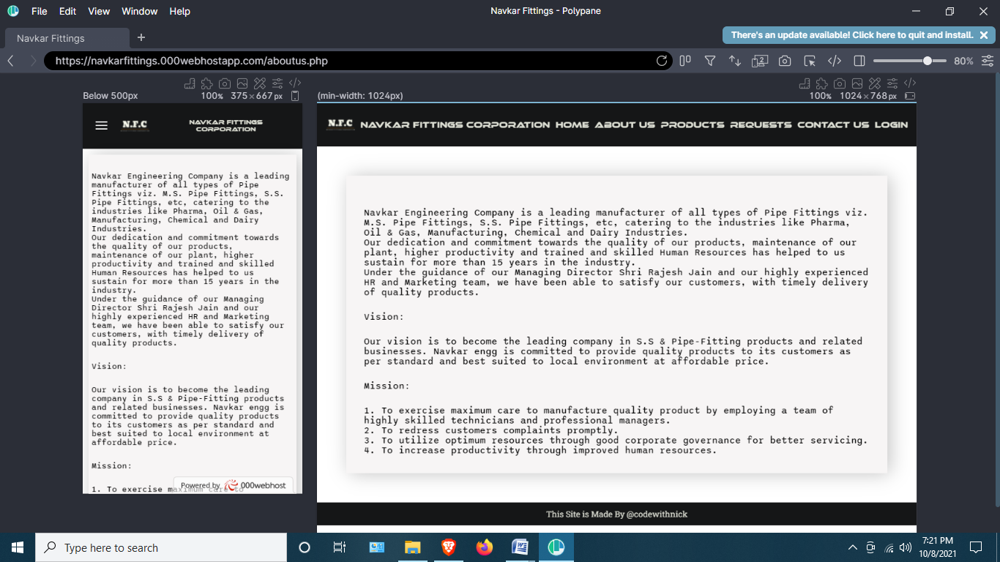 File Edit View Window Help
Navkar Fittings - Polypane
Navkar Fittings
There's an update available! Click here to quit and install.
https://navkarfittings.000webhostapp.com/aboutus.php
2
80%
Below 500px
100% 375×667px
N.F.C
NAVKAR FITTINGS
CORPORATION
Navkar Engineering Company is a leading
manufacturer of all types of Pipe
Fittings viz. M.S. Pipe Fittings, S.S.
Pipe Fittings, etc, catering to the
industries like Pharma, Oil & Gas,
Manufacturing, Chemical and Dairy
Industries.
Our dedication and commitment towards
the quality of our products,
maintenance of our plant, higher
productivity and trained and skilled
Human Resources has helped to us
sustain for more than 15 years in the
industry.
Under the guidance of our Managing
Director Shri Rajesh Jain and our
highly experienced HR and Marketing
team, we have been able to satisfy our
customers, with timely delivery of
quality products.
Vision:
Our vision is to become the leading
company in S.S & Pipe-Fitting products
and related businesses. Navkar engg is
committed to provide quality products
to its customers as per standard and
best suited to local environment at
affordable price.
Mission:
1. To exercise maximum care to
Powered by 000webhost
(min-width: 1024px)
100% 1024×768px
N.F.C NAVKAR FITTINGS CORPORATION HOME ABOUT US PRODUCTS REQUESTS CONTACT US LOGIN
Navkar Engineering Company is a leading manufacturer of all types of Pipe Fittings viz.
M.S. Pipe Fittings, S.S. Pipe Fittings, etc, catering to the industries like Pharma,
Oil & Gas, Manufacturing, Chemical and Dairy Industries.
Our dedication and commitment towards the quality of our products, maintenance of our
plant, higher productivity and trained and skilled Human Resources has helped to us
sustain for more than 15 years in the industry.
Under the guidance of our Managing Director Shri Rajesh Jain and our highly experienced
HR and Marketing team, we have been able to satisfy our customers, with timely delivery
of quality products.
Vision:
Our vision is to become the leading company in S.S & Pipe-Fitting products and related
businesses. Navkar engg is committed to provide quality products to its customers as
per standard and best suited to local environment at affordable price.
Mission:
1. To exercise maximum care to manufacture quality product by employing a team of
highly skilled technicians and professional managers.
2. To redress customers complaints promptly.
3. To utilize optimum resources through good corporate governance for better servicing.
4. To increase productivity through improved human resources.
This Site is Made By @codewithnick
Type here to search
7:21 PM
10/8/2021